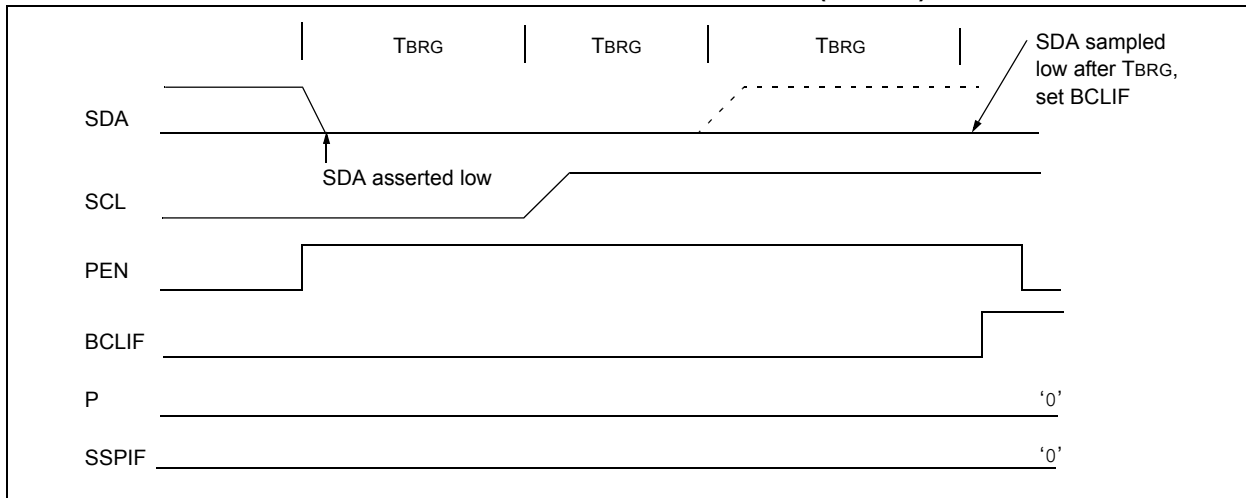 TBRG TBRG TBRG
SDA sampled
low after TBRG,
set BCLIF
SDA
SDA asserted low
SCL
PEN
BCLIF
P
‘0’
SSPIF
‘0’